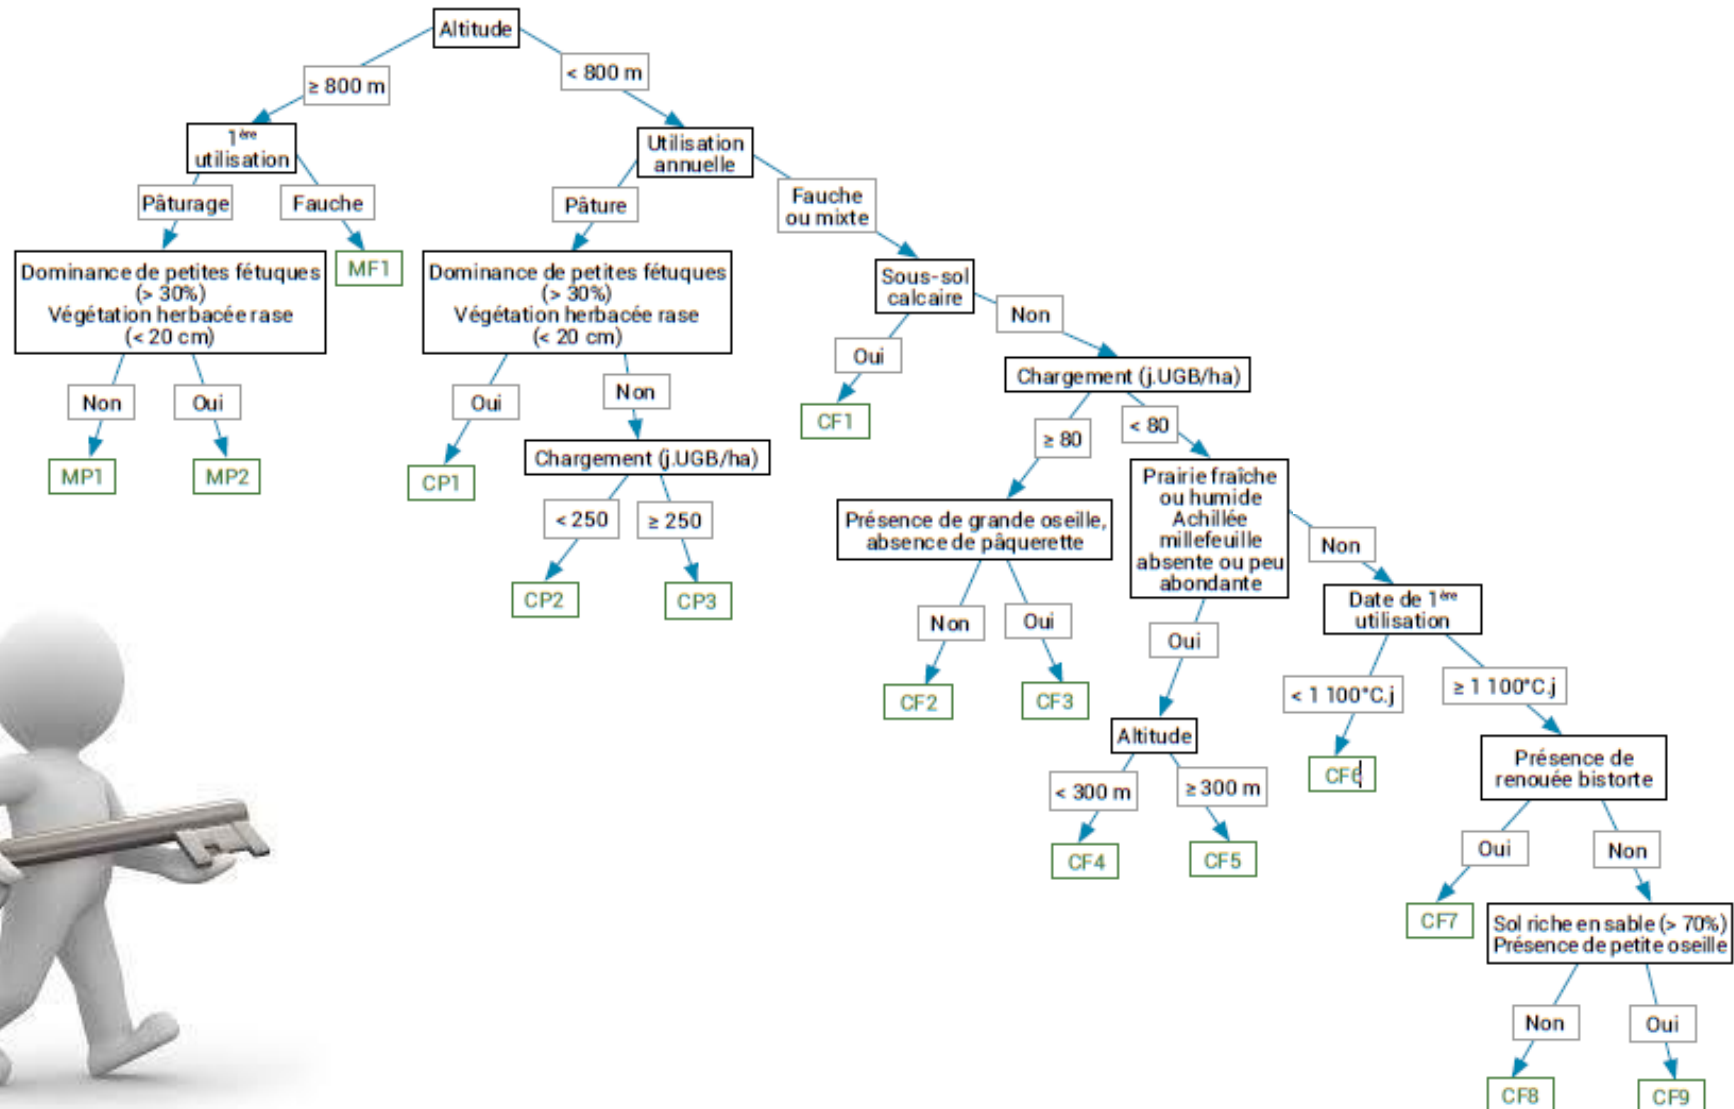 Altitude
≥ 800 m
< 800 m
1ère
utilisation
Utilisation
annuelle
Pâturage
Fauche
Pâture
Fauche
ou mixte
Dominance de petites fétuques
(> 30%)
Végétation herbacée rase
(< 20 cm)
MF1
Dominance de petites fétuques
(> 30%)
Végétation herbacée rase
(< 20 cm)
Sous-sol
calcaire
Non
Oui
Chargement (j.UGB/ha)
Non
Oui
Oui
Non
CF1
≥ 80
< 80
MP1
MP2
CP1
Chargement (j.UGB/ha)
Prairie fraîche
ou humide
Achillée
millefeuille
absente ou peu
abondante
< 250
≥ 250
Présence de grande oseille,
absence de pâquerette
Non
CP2
CP3
Date de 1ère
utilisation
Non
Oui
Oui
< 1 100°C.j
≥ 1 100°C.j
CF2
CF3
Altitude
CF6
Présence de
renouée bistorte
< 300 m
≥ 300 m
CF4
CF5
Oui
Non
CF7
Sol riche en sable (> 70%)
Présence de petite oseille
Non
Oui
CF8
CF9